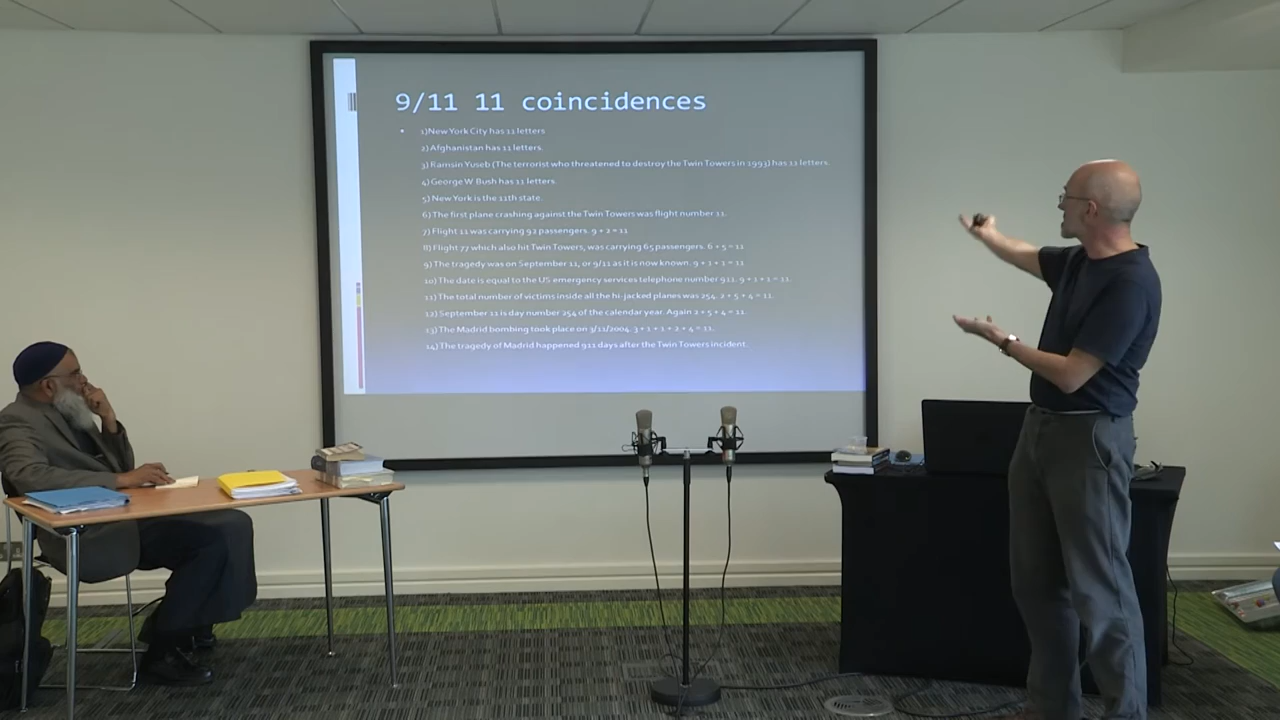 9/11 11 coincidences
1)New York City has 11 letters
2) Afghanistan has 11 letters.
3) Ramsin Yuseb (The terrorist who threatened to destroy the Twin Towers in 1993) has 11 letters.
4) George W Bush has 11 letters.
5) New York is the 11th state.
6) The first plane crashing against the Twin Towers was flight number 11.
7) Flight 11 was carrying 92 passengers. 9 + 2 = 11
8) Flight 77 which also hit Twin Towers, was carrying 65 passengers. 6 + 5 = 11
9) The tragedy was on September 11, or 9/11 as it is now known. 9 + 1 + 1 = 11
10) The date is equal to the US emergency services telephone number 911. 9 + 1 + 1 = 11.
11) The total number of victims inside all the hi-jacked planes was 254. 2 + 5 + 4 = 11.
12) September 11 is day number 254 of the calendar year. Again 2 + 5 + 4 = 11.
13) The Madrid bombing took place on 3/11/2004. 3 + 1 + 1 + 2 + 4 = 11.
14) The tragedy of Madrid happened 911 days after the Twin Towers incident.